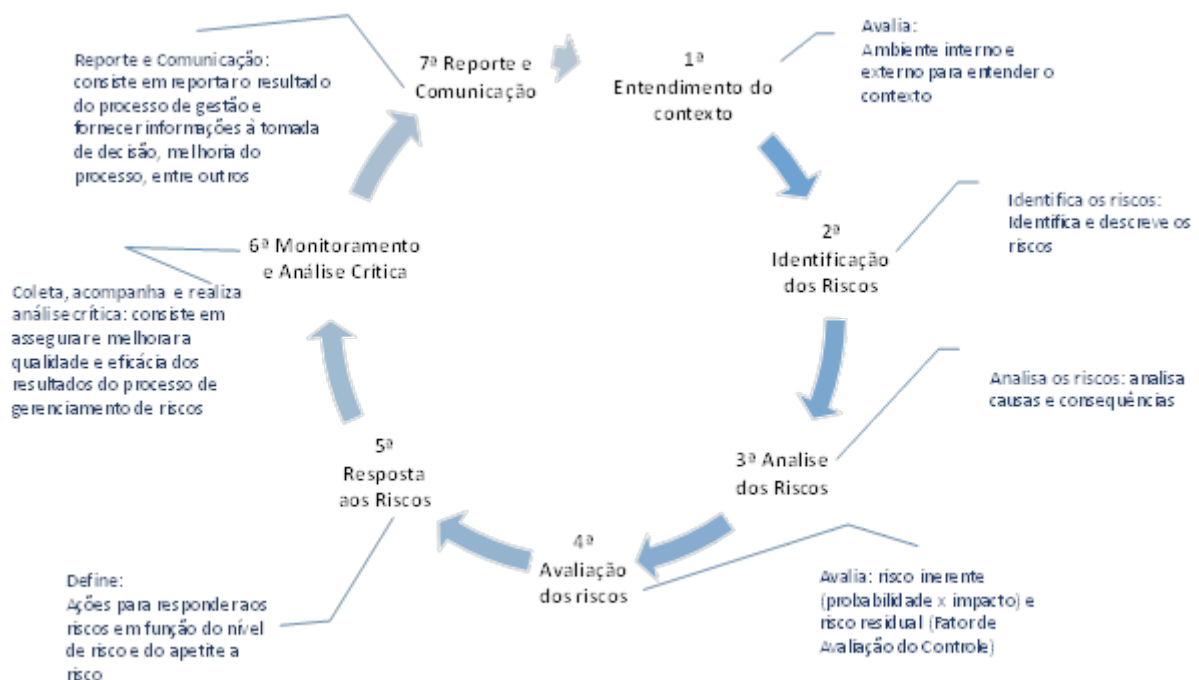 1ª
Entendimento do
contexto
Avalia:
Ambiente interno e
externo para entender o
contexto
2ª
Identificação
dos Riscos
Identifica os riscos:
Identifica e descreve os
riscos
3ª Analise
dos Riscos
Analisa os riscos: analisa
causas e consequências
4ª
Avaliação
dos riscos
Avalia: risco inerente
(probabilidade x impacto) e
risco residual (Fator de
Avaliação do Controle)
5ª
Resposta
aos Riscos
Define:
Ações para responder aos
riscos em função do nível
de risco e do apetite a
risco
6ª Monitoramento
e Análise Crítica
Coleta, acompanha e realiza
análise crítica: consiste em
assegurar e melhorar a
qualidade e eficácia dos
resultados do processo de
gerenciamento de riscos
7ª Reporte e
Comunicação
Reporte e Comunicação:
consiste em reportar o resultado
do processo de gestão e
fornecer informações à tomada
de decisão, melhoria do
processo, entre outros